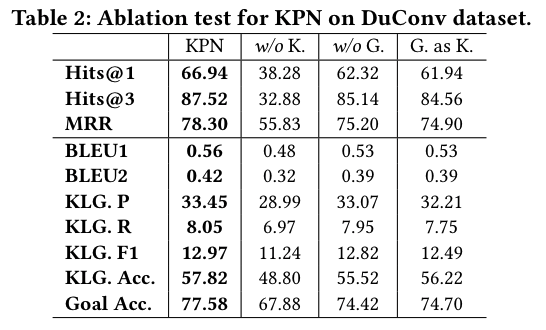 Table 2: Ablation test for KPN on DuConv dataset.
KPN w/o K. w/o G. G. as K.
Hits@1 66.94 38.28 62.32 61.94
Hits@3 87.52 32.88 85.14 84.56
MRR 78.30 55.83 75.20 74.90
BLEU1 0.56 0.48 0.53 0.53
BLEU2 0.42 0.32 0.39 0.39
KLG. P 33.45 28.99 33.07 32.21
KLG. R 8.05 6.97 7.95 7.75
KLG. F1 12.97 11.24 12.82 12.49
KLG. Acc. 57.82 48.80 55.52 56.22
Goal Acc. 77.58 67.88 74.42 74.70